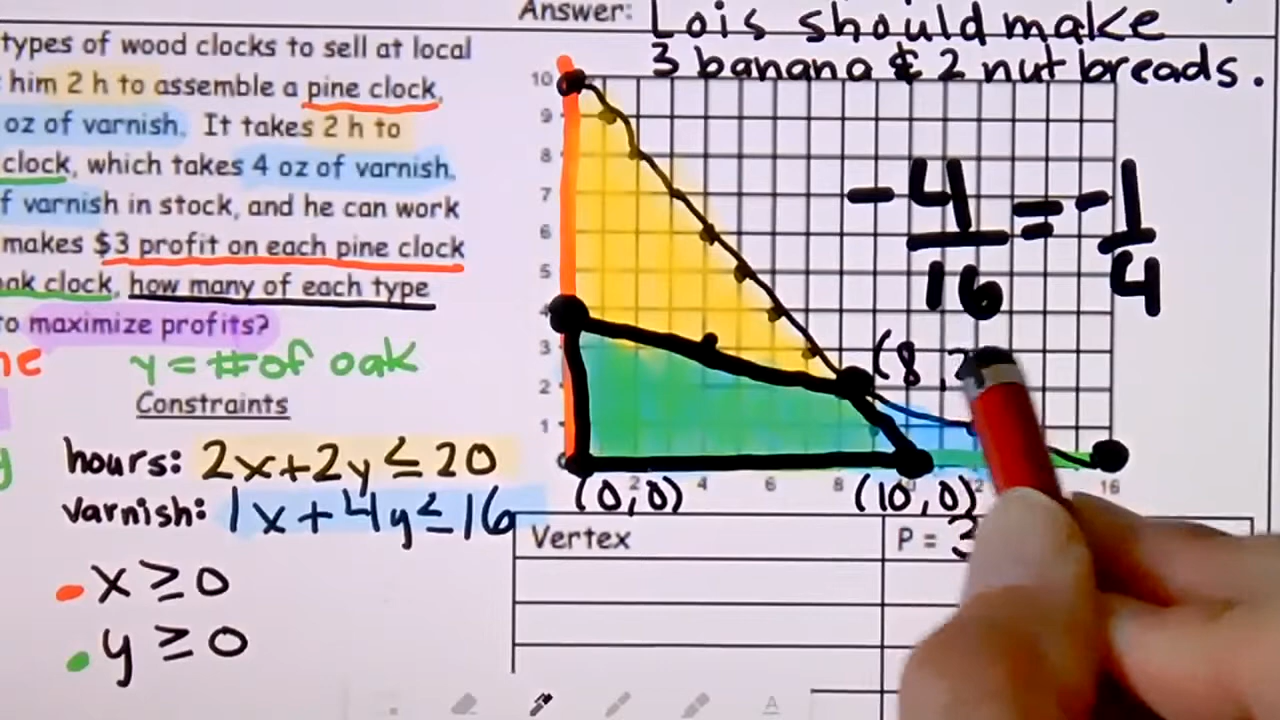 Answer: Lois should make
3 banana & 2 nut breads.
types of wood clocks to sell at local
him 2 h to assemble a pine clock,
oz of varnish. It takes 2 h to
clock, which takes 4 oz of varnish.
f varnish in stock, and he can work
makes $3 profit on each pine clock
ak clock, how many of each type
to maximize profits?
ne y = # of oak
Constraints
y
hours: 2x+2y≤20
varnish: 1x+4y≤16
x≥0
y≥0
10
9
8
7
6
5
4
3
2
1
-4/16 = -1/4
(8,2
2 4 6 8 12 16
(0,0) (10,0)
Vertex P = 3
A